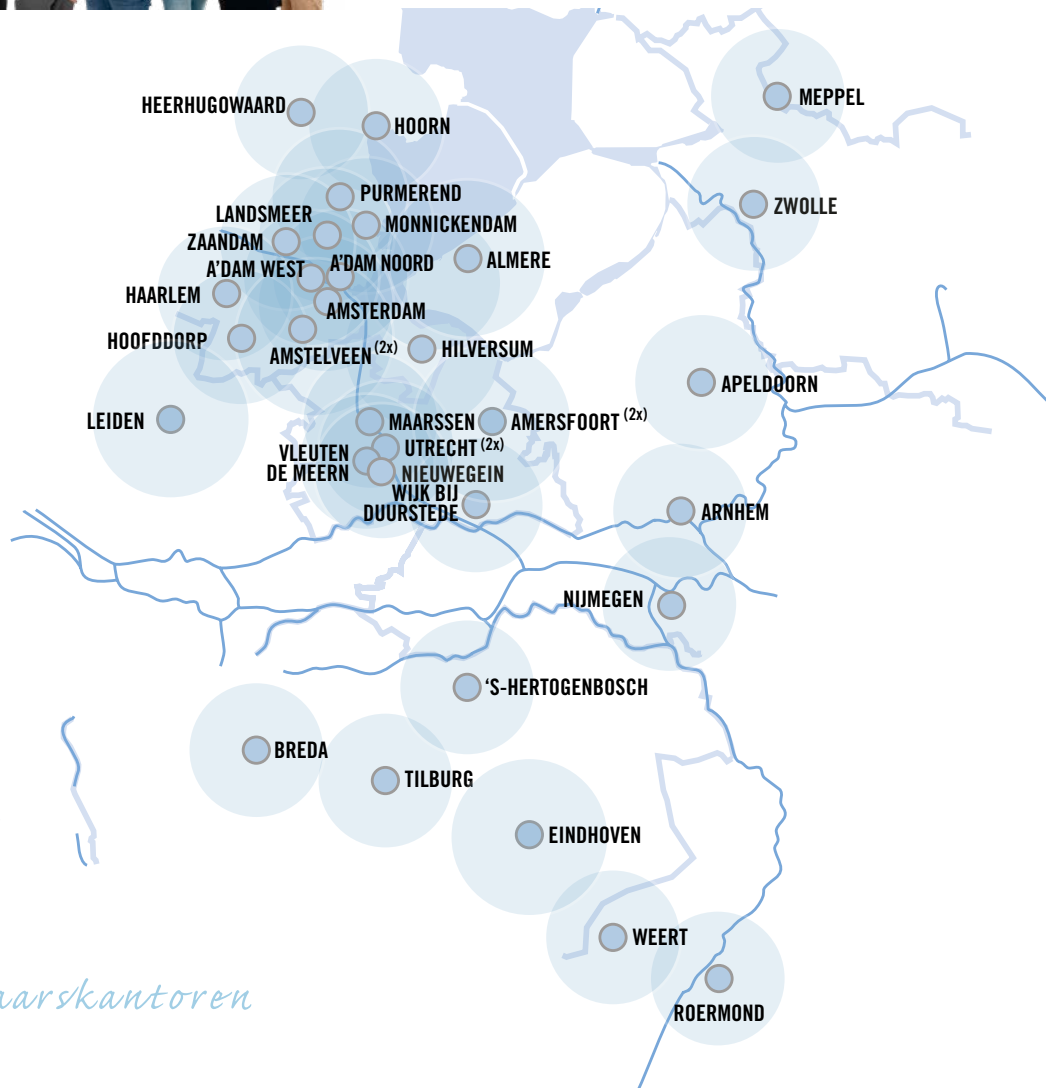 MEPPEL
HEERHUGOWAARD
HOORN
PURMEREND
ZWOLLE
LANDSMEER
MONNICKENDAM
ZAANDAM
ALMERE
A'DAM WEST
A'DAM NOORD
HAARLEM
AMSTERDAM
HOOFDDORP
AMSTELVEEN (2x)
HILVERSUM
APELDOORN
LEIDEN
MAARSSEN
AMERSFOORT (2x)
UTRECHT (2x)
VLEUTEN
DE MEERN
NIEUWEGEIN
WIJK BIJ
DUURSTEDE
ARNHEM
NIJMEGEN
‘S-HERTOGENBOSCH
BREDA
TILBURG
EINDHOVEN
WEERT
ROERMOND
aarskantoren